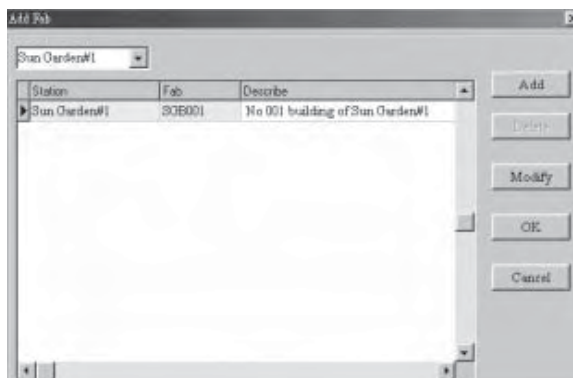 Add Fab
Sun Garden#1
Station Fab Describe
Sun Garden#1 SGB001 No 001 building of Sun Garden#1
Add
Delete
Modify
OK
Cancel